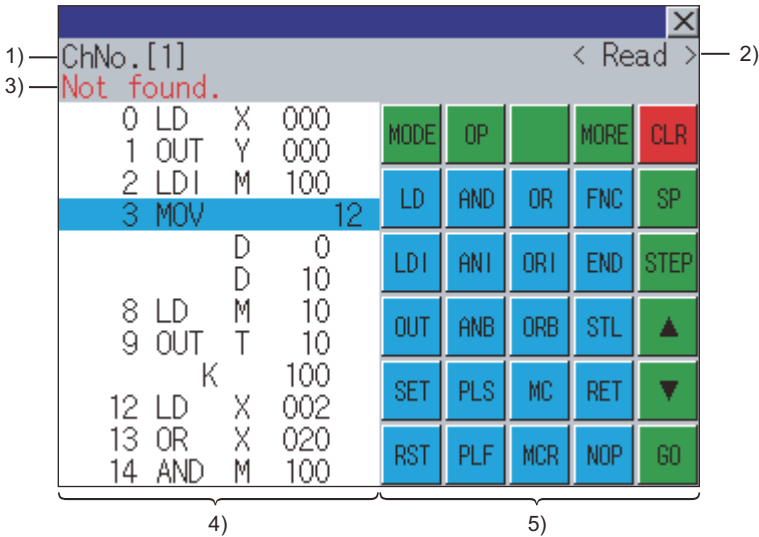 1) ChNo.[1] < Read > 2)
3) Not found.
0 LD X 000
1 OUT Y 000
2 LDI M 100
3 MOV 12
D 0
D 10
8 LD M 10
9 OUT T 10
K 100
12 LD X 002
13 OR X 020
14 AND M 100
MODE OP MORE CLR
LD AND OR FNC SP
LDI ANI ORI END STEP
OUT ANB ORB STL ▲
SET PLS MC RET ▼
RST PLF MCR NOP GO
4) 5)